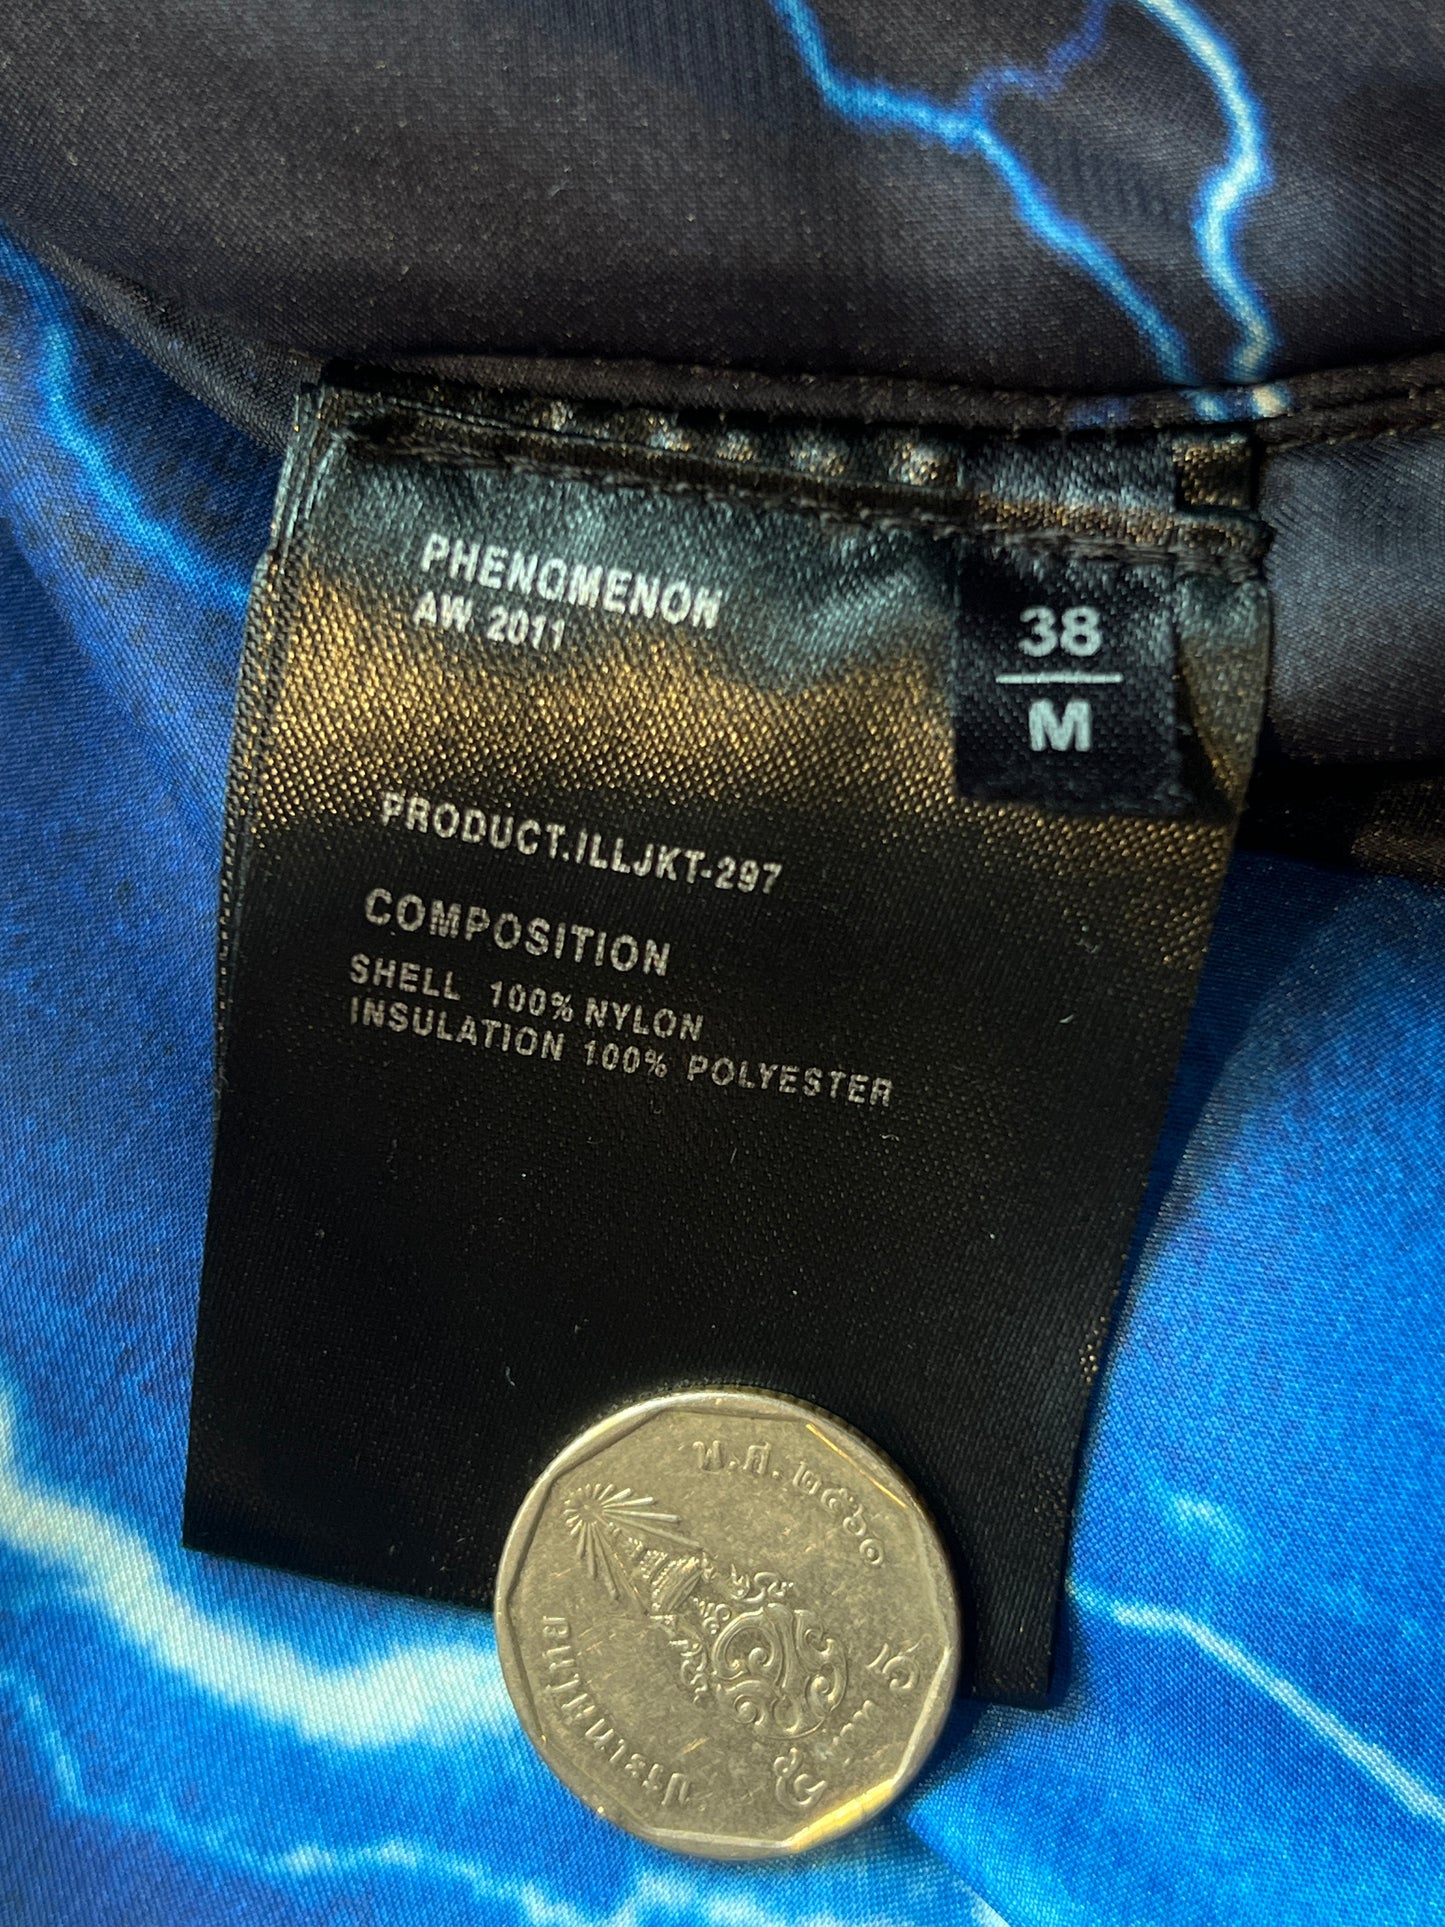 PHENOMENON
AW 2011
38
M
PRODUCT.ILLJKT-297
COMPOSITION
SHELL 100% NYLON
INSULATION 100% POLYESTER
พ.ศ. ๒๕๖๑
ประเทศไทย
๕ บาท